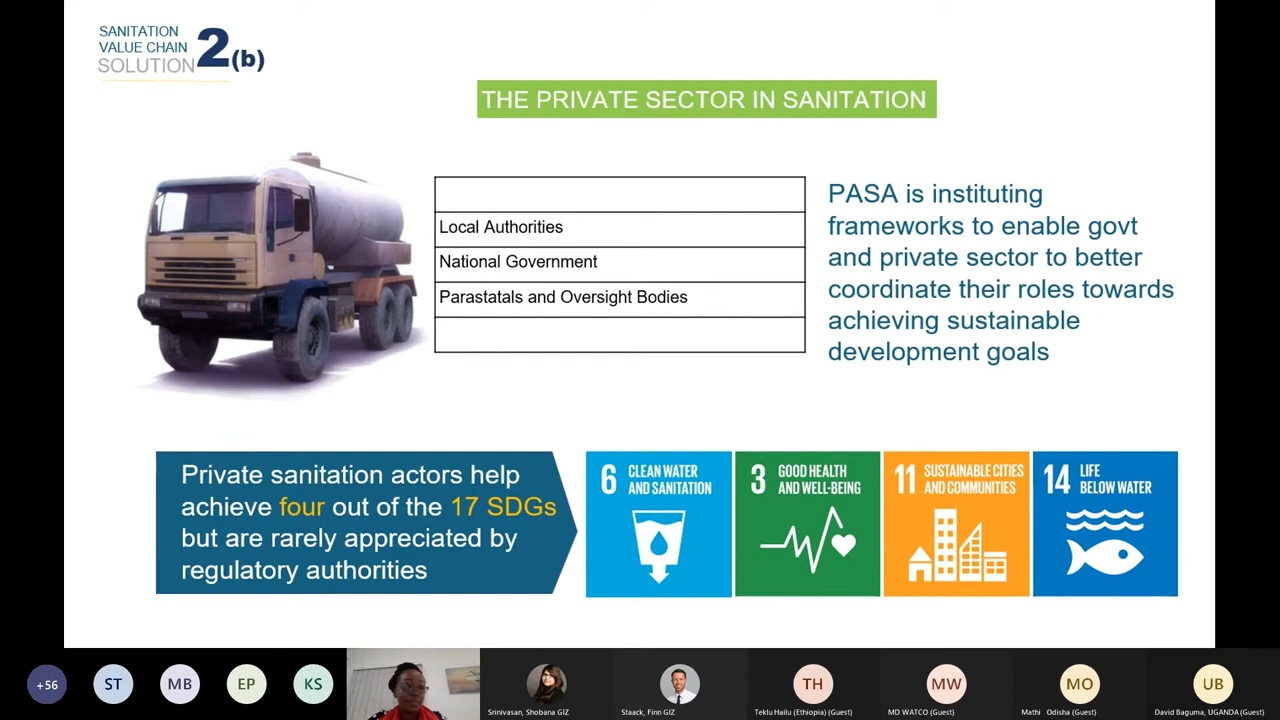 SANITATION
VALUE CHAIN
SOLUTION
2(b)
THE PRIVATE SECTOR IN SANITATION
Local Authorities
National Government
Parastatals and Oversight Bodies
PASA is instituting
frameworks to enable govt
and private sector to better
coordinate their roles towards
achieving sustainable
development goals
Private sanitation actors help
achieve four out of the 17 SDGs
but are rarely appreciated by
regulatory authorities
6 CLEAN WATER
AND SANITATION
3 GOOD HEALTH
AND WELL-BEING
11 SUSTAINABLE CITIES
AND COMMUNITIES
14 LIFE
BELOW WATER
+56
ST
MB
EP
KS
Srinivasan, Shobana GIZ
Staack, Finn GIZ
TH
Teklu Hailu (Ethiopia) (Guest)
MW
MD WATCO (Guest)
MO
Mathi Odisha (Guest)
UB
David Baguma, UGANDA (Guest)